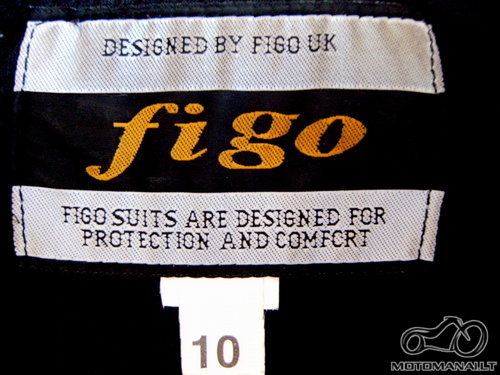 DESIGNED BY FIGO UK
figo
FIGO SUITS ARE DESIGNED FOR
PROTECTION AND COMFORT
10
MOTOMANAI.LT